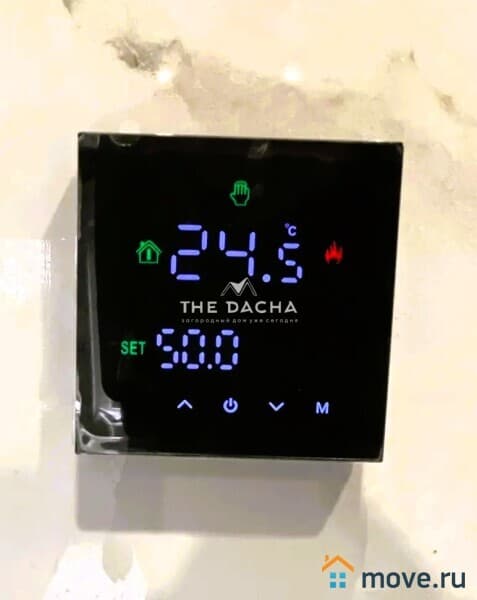 °C
24.5
THE DACHA
загородный дом уже сегодня
SET 50.0
M
move.ru